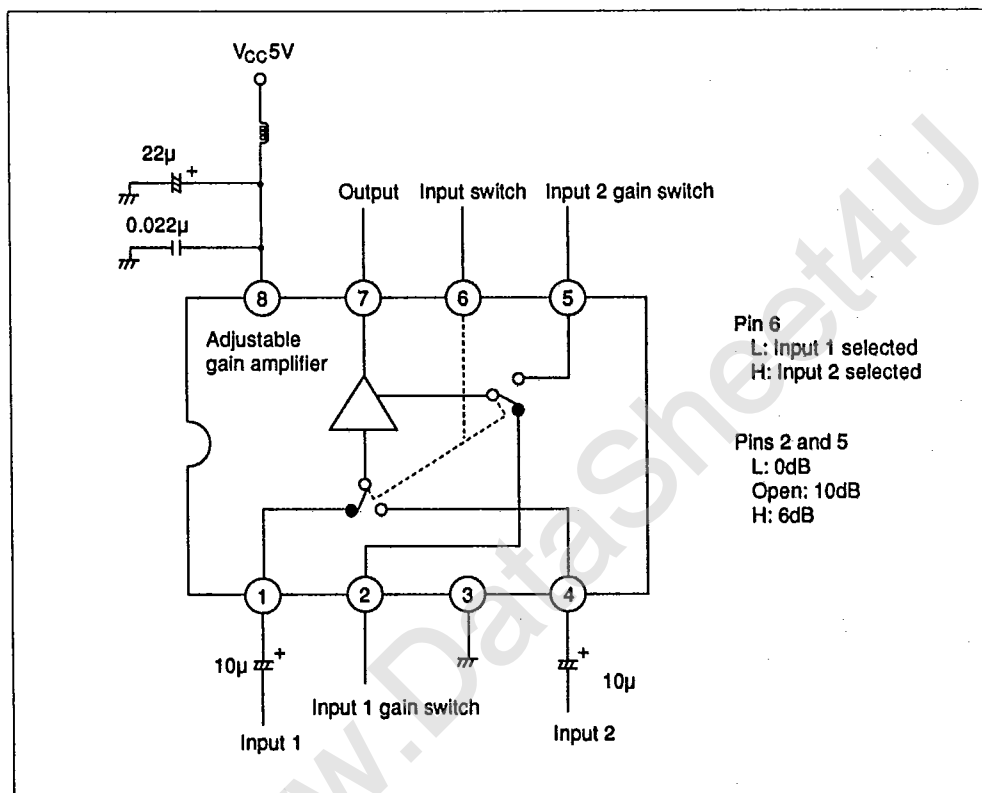 VCC5V
22µ
+
0.022µ
Output
Input switch
Input 2 gain switch
8
7
6
5
Adjustable
gain amplifier
Pin 6
L: Input 1 selected
H: Input 2 selected
Pins 2 and 5
L: 0dB
Open: 10dB
H: 6dB
1
2
3
4
10µ
+
+
10µ
Input 1 gain switch
Input 1
Input 2
w.DataSheet4U